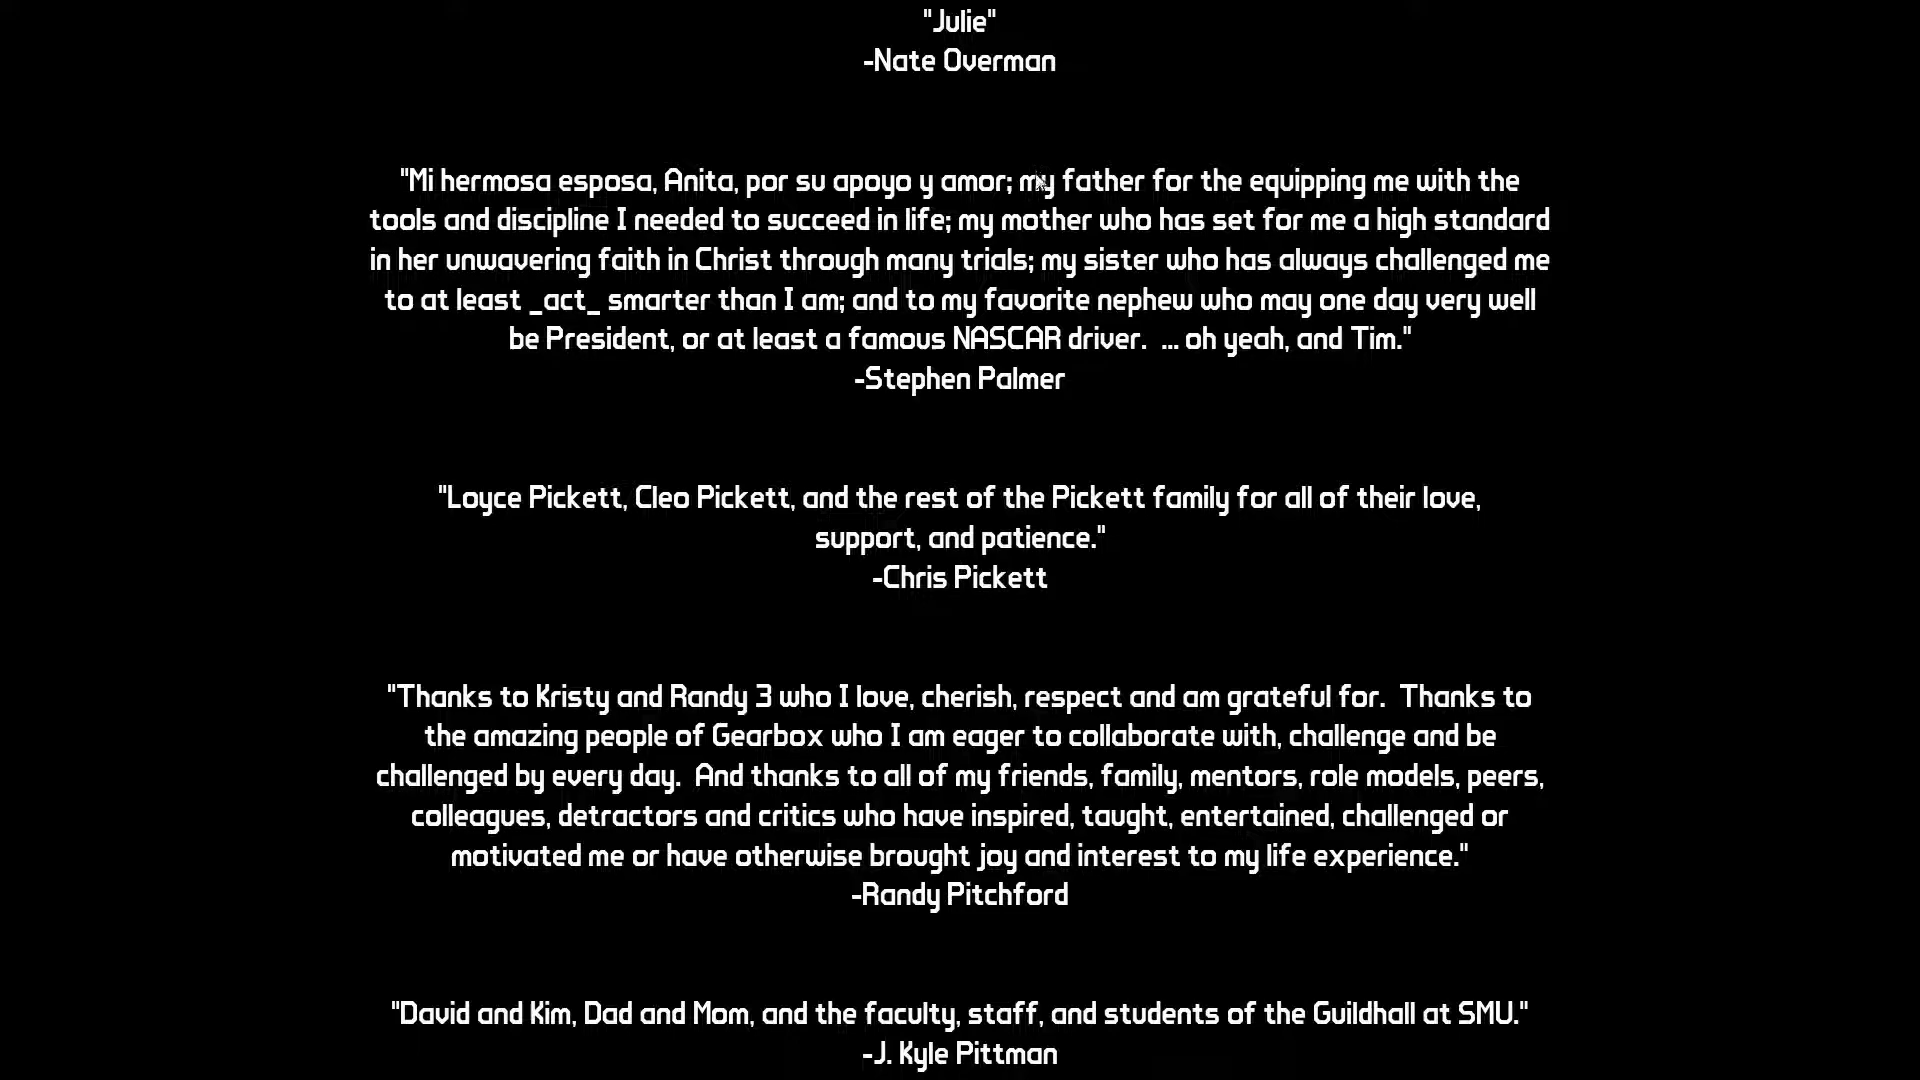 "Julie"
-Nate Overman
"Mi hermosa esposa, Anita, por su apoyo y amor; my father for the equipping me with the
tools and discipline I needed to succeed in life; my mother who has set for me a high standard
in her unwavering faith in Christ through many trials; my sister who has always challenged me
to at least _act_ smarter than I am; and to my favorite nephew who may one day very well
be President, or at least a famous NASCAR driver.  ... oh yeah, and Tim."
-Stephen Palmer
"Loyce Pickett, Cleo Pickett, and the rest of the Pickett family for all of their love,
support, and patience."
-Chris Pickett
"Thanks to Kristy and Randy 3 who I love, cherish, respect and am grateful for.  Thanks to
the amazing people of Gearbox who I am eager to collaborate with, challenge and be
challenged by every day.  And thanks to all of my friends, family, mentors, role models, peers,
colleagues, detractors and critics who have inspired, taught, entertained, challenged or
motivated me or have otherwise brought joy and interest to my life experience."
-Randy Pitchford
"David and Kim, Dad and Mom, and the faculty, staff, and students of the Guildhall at SMU."
-J. Kyle Pittman